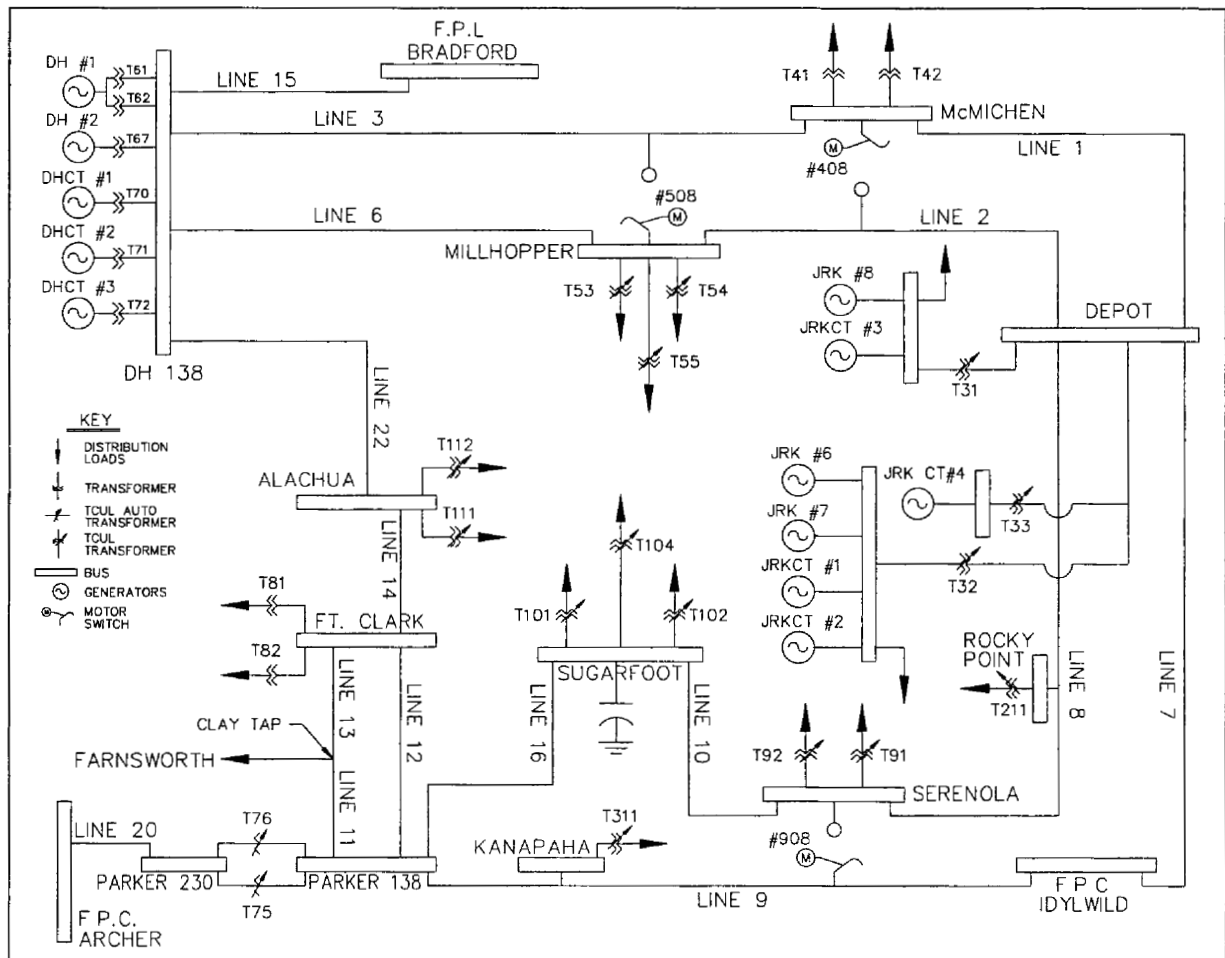 F.P.L
BRADFORD
DH #1
T61
T62
LINE 15
DH #2
T67
LINE 3
DHCT #1
T70
DHCT #2
T71
LINE 6
DHCT #3
T72
DH 138
T41
T42
McMICHEN
LINE 1
M
#408
#508
M
LINE 2
MILLHOPPER
T53
T54
T55
JRK #8
JRKCT #3
DEPOT
T31
LINE 22
KEY
DISTRIBUTION
LOADS
TRANSFORMER
TCUL AUTO
TRANSFORMER
TCUL
TRANSFORMER
BUS
GENERATORS
M
MOTOR
SWITCH
T112
ALACHUA
T111
LINE 14
T81
FT. CLARK
T82
LINE 13
LINE 12
CLAY TAP
FARNSWORTH
LINE 11
T104
T101
T102
SUGARFOOT
LINE 16
LINE 10
JRK #6
JRK #7
JRKCT #1
JRKCT #2
JRK CT#4
T33
T32
ROCKY
POINT
T211
LINE 8
LINE 7
T92
T91
SERENOLA
LINE 20
T76
T75
PARKER 230
PARKER 138
F.P.C.
ARCHER
KANAPAHA
T311
#908
M
LINE 9
F P C
IDYLWILD